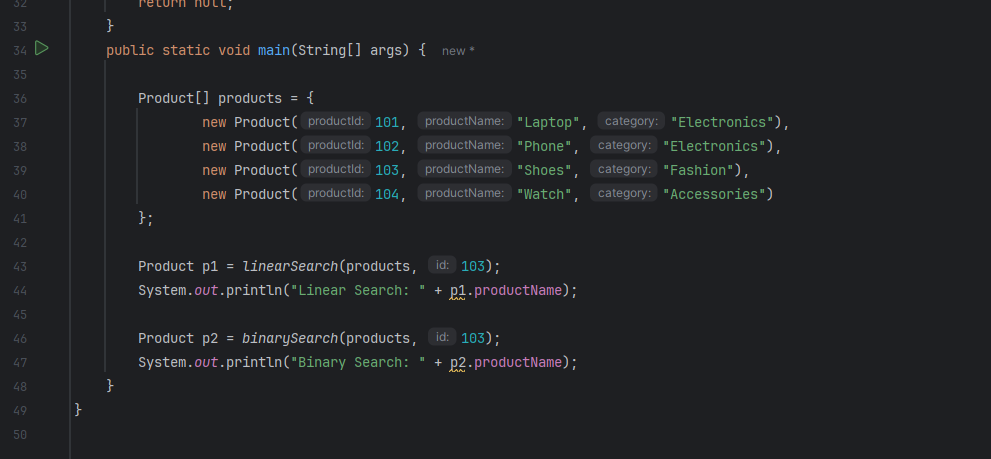 32 return null;
33 }
34 public static void main(String[] args) { new *
35
36 Product[] products = {
37 new Product( productId: 101, productName: "Laptop", category: "Electronics"),
38 new Product( productId: 102, productName: "Phone", category: "Electronics"),
39 new Product( productId: 103, productName: "Shoes", category: "Fashion"),
40 new Product( productId: 104, productName: "Watch", category: "Accessories")
41 };
42
43 Product p1 = linearSearch(products, id: 103);
44 System.out.println("Linear Search: " + p1.productName);
45
46 Product p2 = binarySearch(products, id: 103);
47 System.out.println("Binary Search: " + p2.productName);
48 }
49 }
50